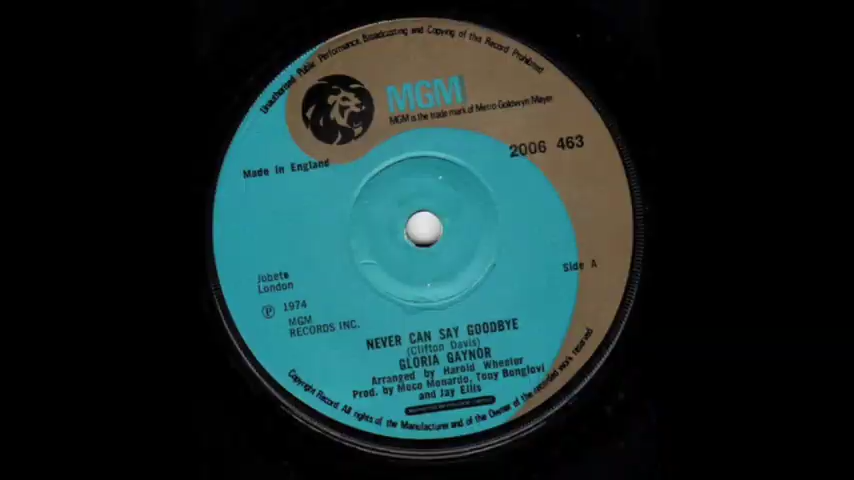 Unauthorised Public Performance, Broadcasting and Copying of this Record Prohibited
MGM
MGM is the trade mark of Metro-Goldwyn-Mayer
2006 463
Made in England
Side A
Jobete
London
℗ 1974
MGM
RECORDS INC.
NEVER CAN SAY GOODBYE
(Clifton Davis)
GLORIA GAYNOR
Arranged by Harold Wheeler
Prod. by Meco Monardo, Tony Bongiovi
and Jay Ellis
Copyright Record. All rights of the Manufacturer and of the Owner of the recorded work reserved